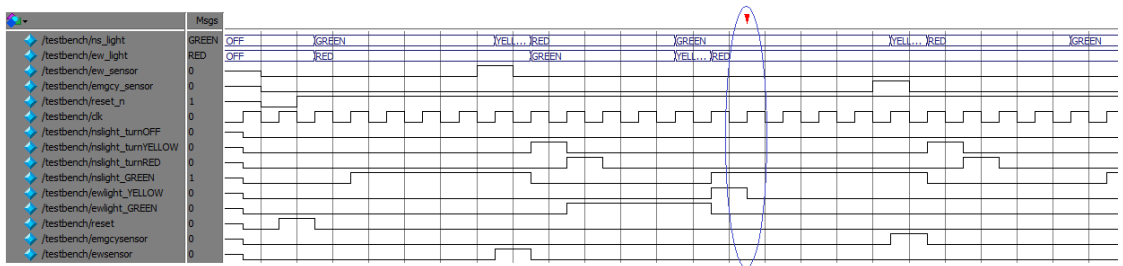 Msgs
/testbench/ns_light GREEN OFF GREEN YELL... RED GREEN YELL... RED GREEN
/testbench/ew_light RED OFF RED GREEN YELL... RED
/testbench/ew_sensor 0
/testbench/emgcy_sensor 0
/testbench/reset_n 1
/testbench/clk 0
/testbench/nslight_turnOFF 0
/testbench/nslight_turnYELLOW 0
/testbench/nslight_turnRED 0
/testbench/nslight_GREEN 1
/testbench/ewlight_YELLOW 0
/testbench/ewlight_GREEN 0
/testbench/reset 0
/testbench/emgcysensor 0
/testbench/ewsensor 0